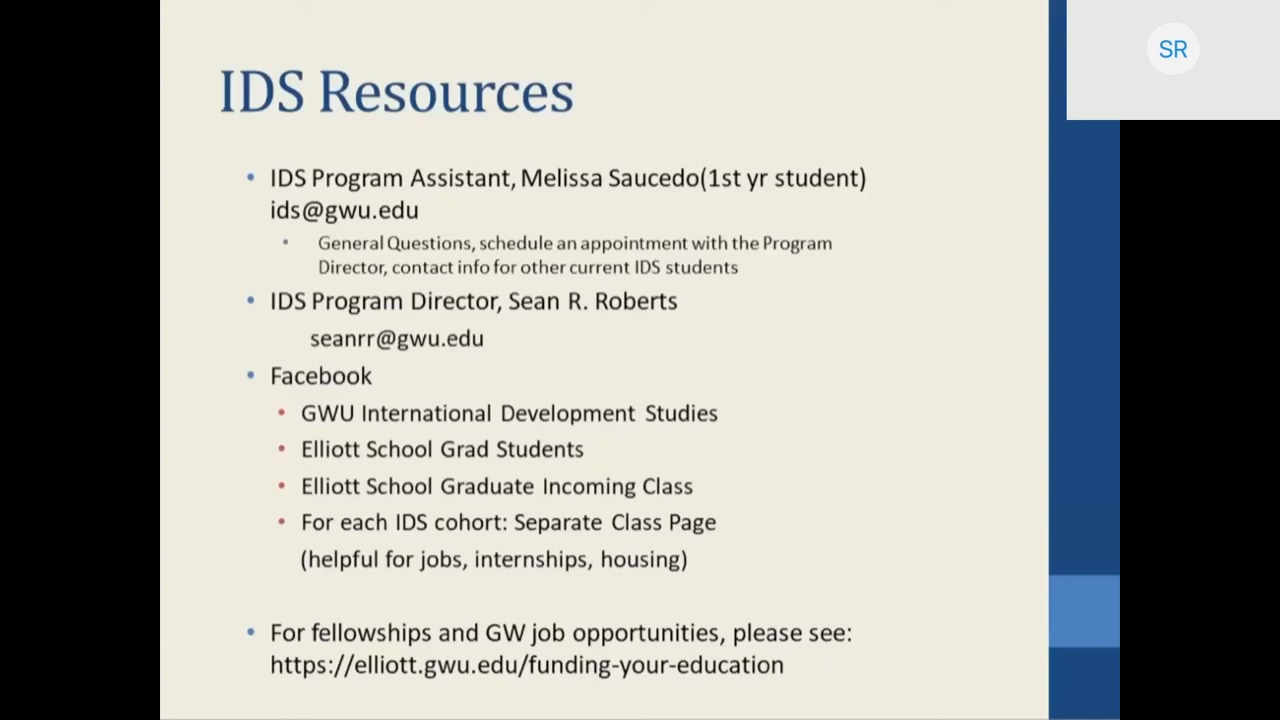 SR
IDS Resources
• IDS Program Assistant, Melissa Saucedo(1st yr student)
ids@gwu.edu
• General Questions, schedule an appointment with the Program
Director, contact info for other current IDS students
• IDS Program Director, Sean R. Roberts
seanrr@gwu.edu
• Facebook
• GWU International Development Studies
• Elliott School Grad Students
• Elliott School Graduate Incoming Class
• For each IDS cohort: Separate Class Page
(helpful for jobs, internships, housing)
• For fellowships and GW job opportunities, please see:
https://elliott.gwu.edu/funding-your-education